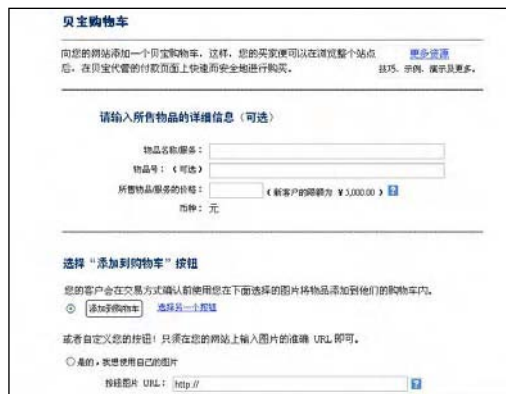 贝宝购物车
向您的网站添加一个贝宝购物车，这样，您的买家便可以在浏览整个站点 更多资源
后，在贝宝代管的付款页面上快速而安全地进行购买。 技巧、示例、演示及更多。
请输入所售物品的详细信息（可选）
物品名称/服务：
物品号：（可选）
所售物品/服务的价格： （新客户的限额为 ￥3,000.00 ） ?
币种： 元
选择“添加到购物车”按钮
您的客户会在交易方式确认前使用您在下面选择的图片将物品添加到他们的购物车内。
添加到购物车 选择另一个按钮
或者自定义您的按钮！只须在您的网站上输入图片的准确 URL 即可。
是的，我想使用自己的图片
按钮图片 URL： http:// ?